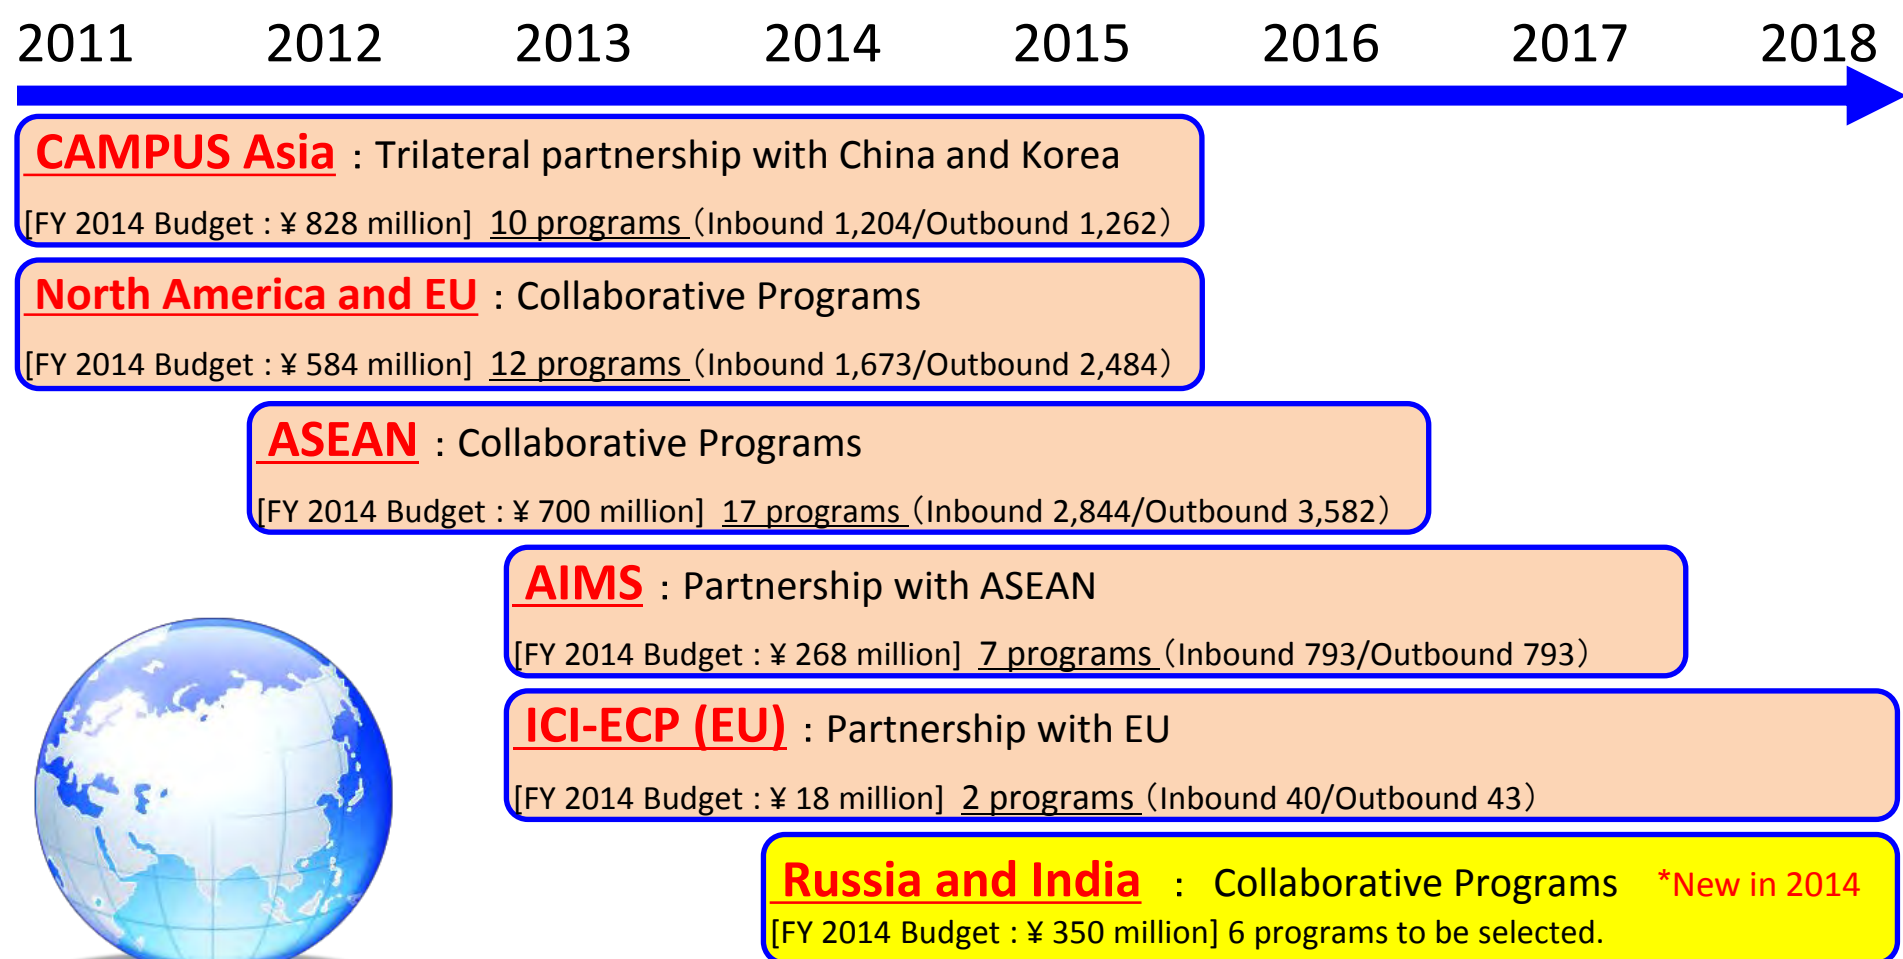 2011 2012 2013 2014 2015 2016 2017 2018
CAMPUS Asia : Trilateral partnership with China and Korea
[FY 2014 Budget : ¥ 828 million] 10 programs（Inbound 1,204/Outbound 1,262）
North America and EU : Collaborative Programs
[FY 2014 Budget : ¥ 584 million] 12 programs（Inbound 1,673/Outbound 2,484）
ASEAN : Collaborative Programs
[FY 2014 Budget : ¥ 700 million] 17 programs（Inbound 2,844/Outbound 3,582）
AIMS : Partnership with ASEAN
[FY 2014 Budget : ¥ 268 million] 7 programs（Inbound 793/Outbound 793）
ICI-ECP (EU) : Partnership with EU
[FY 2014 Budget : ¥ 18 million] 2 programs（Inbound 40/Outbound 43）
Russia and India : Collaborative Programs *New in 2014
[FY 2014 Budget : ¥ 350 million] 6 programs to be selected.